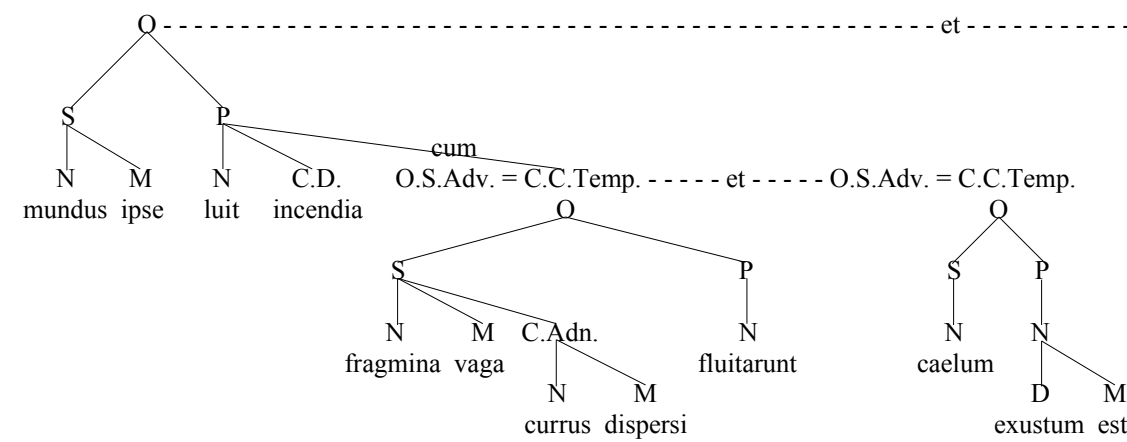 O - - - - - - - - - - - - - - - - - - - - - - - - - - - - - - - - - - - - - - - - - - - - - - - - - - - - - - - - - et - - - - - - - - - - - -
S P
cum
N M N C.D. O.S.Adv. = C.C.Temp. - - - - - et - - - - - O.S.Adv. = C.C.Temp.
mundus ipse luit incendia O O
S P S P
N M C.Adn. N N N
fragmina vaga fluitarunt caelum
N M D M
currus dispersi exustum est